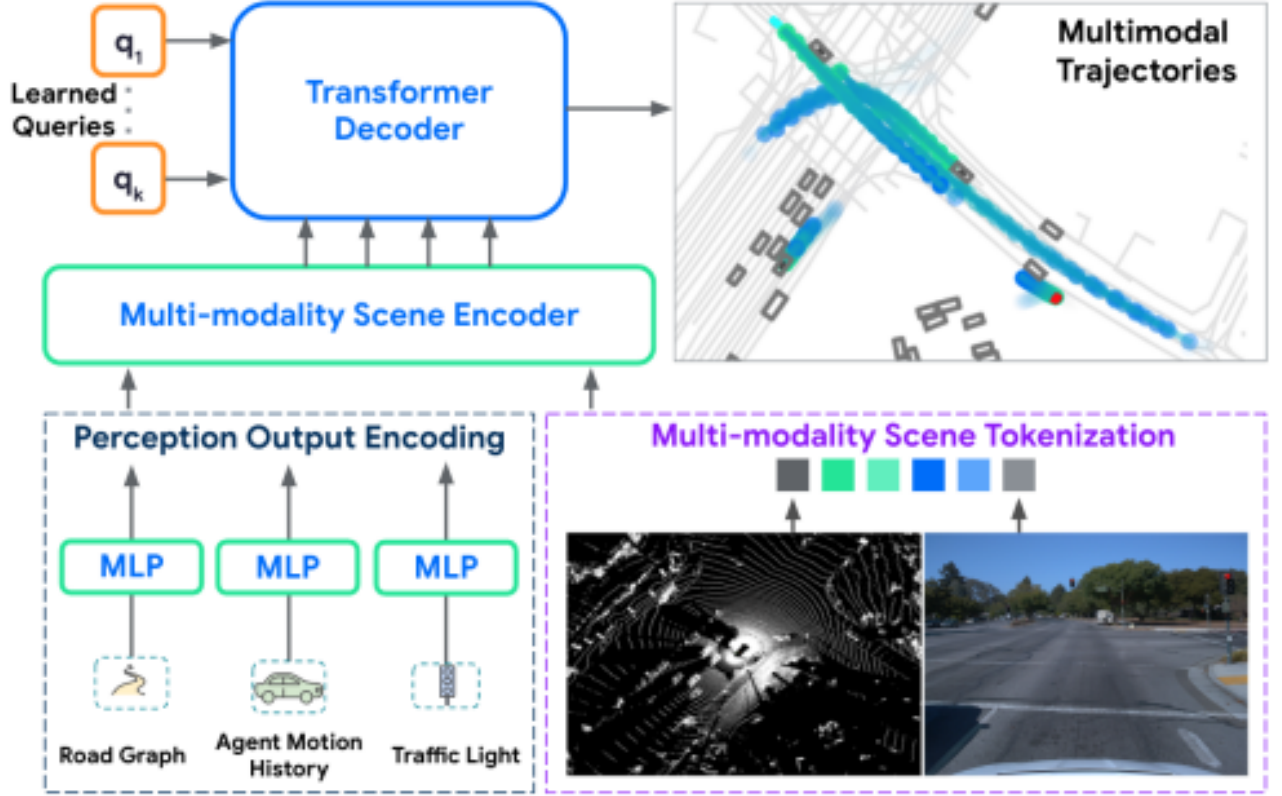 q1
Learned
Queries
qk
Transformer
Decoder
Multimodal
Trajectories
Multi-modality Scene Encoder
Perception Output Encoding
MLP
MLP
MLP
Road Graph
Agent Motion
History
Traffic Light
Multi-modality Scene Tokenization